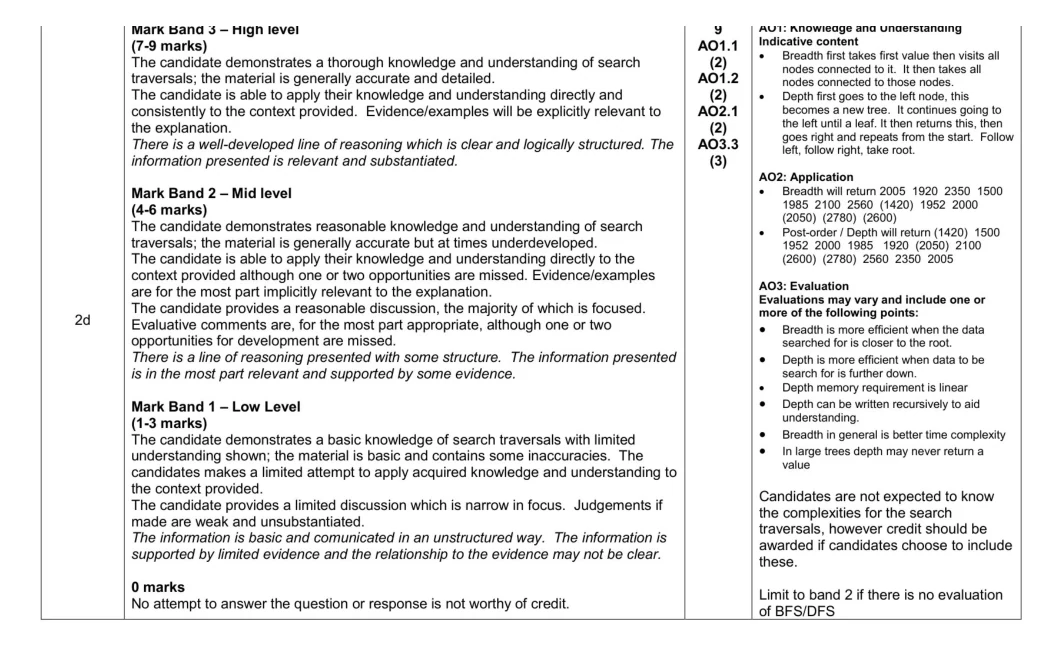 2d
Mark Band 3 – High level
(7-9 marks)
The candidate demonstrates a thorough knowledge and understanding of search
traversals; the material is generally accurate and detailed.
The candidate is able to apply their knowledge and understanding directly and
consistently to the context provided. Evidence/examples will be explicitly relevant to
the explanation.
There is a well-developed line of reasoning which is clear and logically structured. The
information presented is relevant and substantiated.
Mark Band 2 – Mid level
(4-6 marks)
The candidate demonstrates reasonable knowledge and understanding of search
traversals; the material is generally accurate but at times underdeveloped.
The candidate is able to apply their knowledge and understanding directly to the
context provided although one or two opportunities are missed. Evidence/examples
are for the most part implicitly relevant to the explanation.
The candidate provides a reasonable discussion, the majority of which is focused.
Evaluative comments are, for the most part appropriate, although one or two
opportunities for development are missed.
There is a line of reasoning presented with some structure. The information presented
is in the most part relevant and supported by some evidence.
Mark Band 1 – Low Level
(1-3 marks)
The candidate demonstrates a basic knowledge of search traversals with limited
understanding shown; the material is basic and contains some inaccuracies. The
candidates makes a limited attempt to apply acquired knowledge and understanding to
the context provided.
The candidate provides a limited discussion which is narrow in focus. Judgements if
made are weak and unsubstantiated.
The information is basic and comunicated in an unstructured way. The information is
supported by limited evidence and the relationship to the evidence may not be clear.
0 marks
No attempt to answer the question or response is not worthy of credit.
9
AO1.1
(2)
AO1.2
(2)
AO2.1
(2)
AO3.3
(3)
AO1: Knowledge and Understanding
Indicative content
• Breadth first takes first value then visits all
nodes connected to it. It then takes all
nodes connected to those nodes.
• Depth first goes to the left node, this
becomes a new tree. It continues going to
the left until a leaf. It then returns this, then
goes right and repeats from the start. Follow
left, follow right, take root.
AO2: Application
• Breadth will return 2005 1920 2350 1500
1985 2100 2560 (1420) 1952 2000
(2050) (2780) (2600)
• Post-order / Depth will return (1420) 1500
1952 2000 1985 1920 (2050) 2100
(2600) (2780) 2560 2350 2005
AO3: Evaluation
Evaluations may vary and include one or
more of the following points:
• Breadth is more efficient when the data
searched for is closer to the root.
• Depth is more efficient when data to be
search for is further down.
• Depth memory requirement is linear
• Depth can be written recursively to aid
understanding.
• Breadth in general is better time complexity
• In large trees depth may never return a
value
Candidates are not expected to know
the complexities for the search
traversals, however credit should be
awarded if candidates choose to include
these.
Limit to band 2 if there is no evaluation
of BFS/DFS